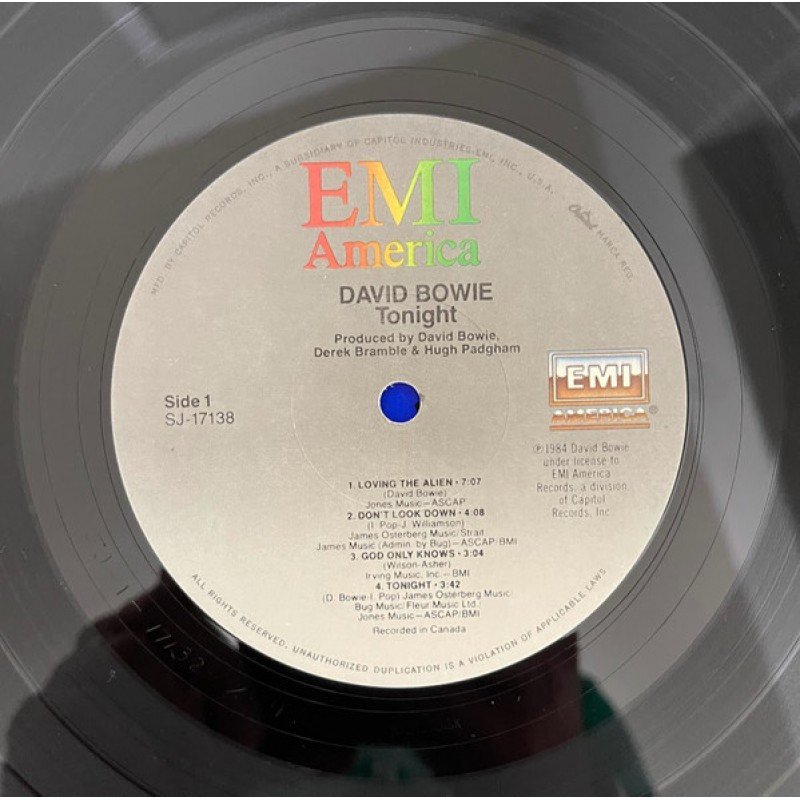 MFD. BY CAPITOL RECORDS, INC., A SUBSIDIARY OF CAPITOL INDUSTRIES-EMI, INC., U.S.A.
Capitol MARCA REG.
EMI
America
DAVID BOWIE
Tonight
Produced by David Bowie,
Derek Bramble & Hugh Padgham
Side 1
SJ-17138
EMI
AMERICA®
℗1984 David Bowie
under license to
EMI America
Records, a division
of Capitol
Records, Inc.
1. LOVING THE ALIEN • 7:07
(David Bowie)
Jones Music—ASCAP
2. DON'T LOOK DOWN • 4:08
(I. Pop-J. Williamson)
James Osterberg Music/Strait
James Music (Admin. by Bug)—ASCAP/BMI
3. GOD ONLY KNOWS • 3:04
(Wilson-Asher)
Irving Music, Inc.—BMI
4. TONIGHT • 3:42
(D. Bowie-I. Pop) James Osterberg Music/
Bug Music/Fleur Music Ltd./
Jones Music—ASCAP/BMI
Recorded in Canada
ALL RIGHTS RESERVED. UNAUTHORIZED DUPLICATION IS A VIOLATION OF APPLICABLE LAWS